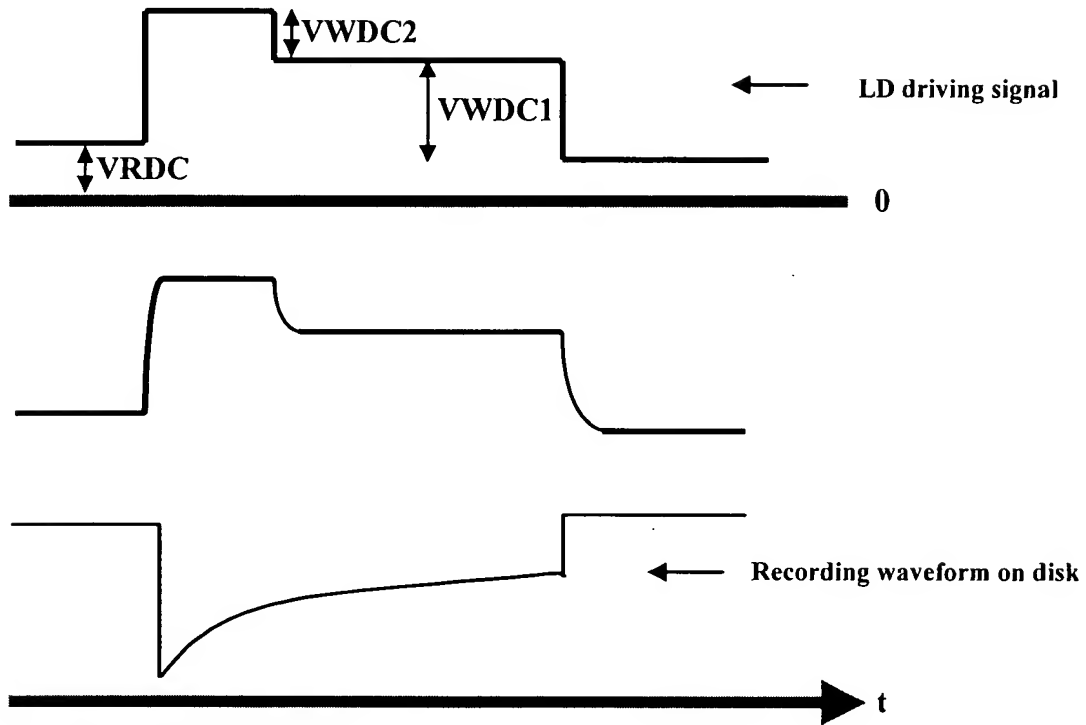 VWDC2
LD driving signal
VWDC1
VRDC
0
Recording waveform on disk
t